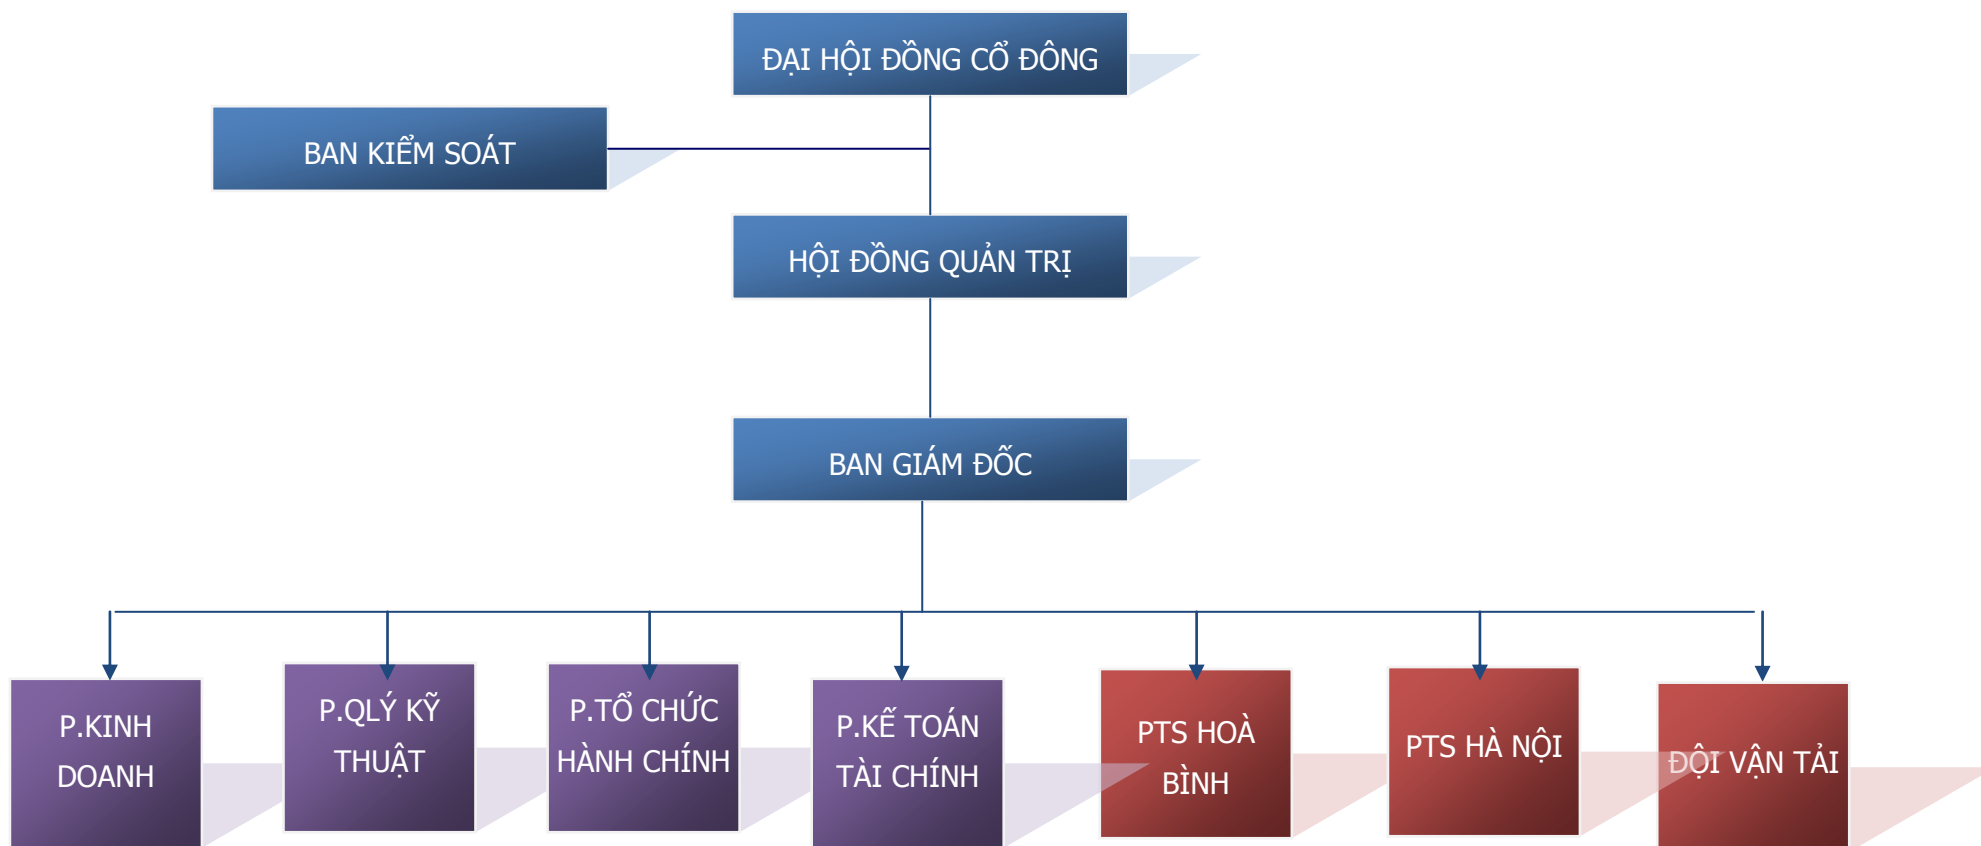 ĐẠI HỘI ĐỒNG CỔ ĐÔNG
BAN KIỂM SOÁT
HỘI ĐỒNG QUẢN TRỊ
BAN GIÁM ĐỐC
P.KINH
DOANH
P.QLÝ KỸ
THUẬT
P.TỔ CHỨC
HÀNH CHÍNH
P.KẾ TOÁN
TÀI CHÍNH
PTS HOÀ
BÌNH
PTS HÀ NỘI
ĐỘI VẬN TẢI